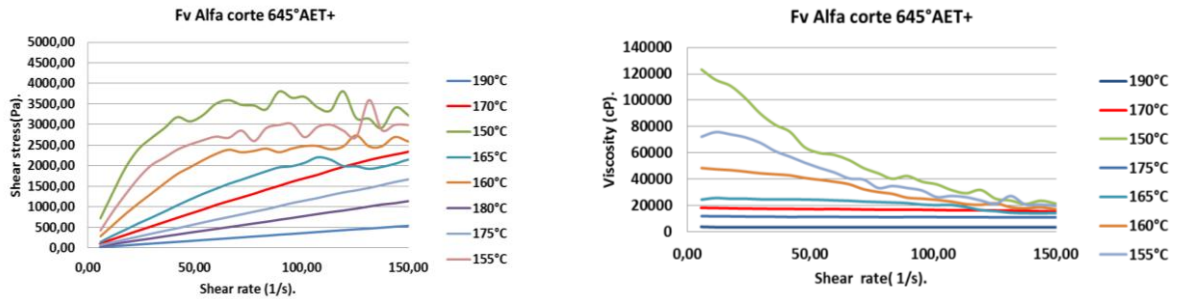 Fv Alfa corte 645°AET+
5000,00
4500,00
4000,00
3500,00
3000,00
2500,00
2000,00
1500,00
1000,00
500,00
0,00
Shear stress(Pa).
0,00 50,00 100,00 150,00
Shear rate (1/s).
190°C
170°C
150°C
165°C
160°C
180°C
175°C
155°C
Fv Alfa corte 645°AET+
140000
120000
100000
80000
60000
40000
20000
0
Viscosity (cP).
0,00 50,00 100,00 150,00
Shear rate( 1/s).
190°C
170°C
150°C
175°C
165°C
160°C
155°C